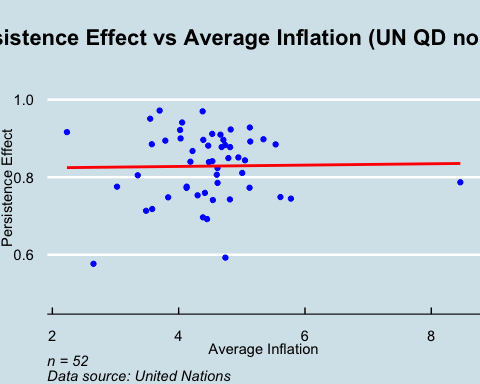 sistence Effect vs Average Inflation (UN QD no
1.0
0.8
0.6
Persistence Effect
2 4 6 8
Average Inflation
n = 52
Data source: United Nations